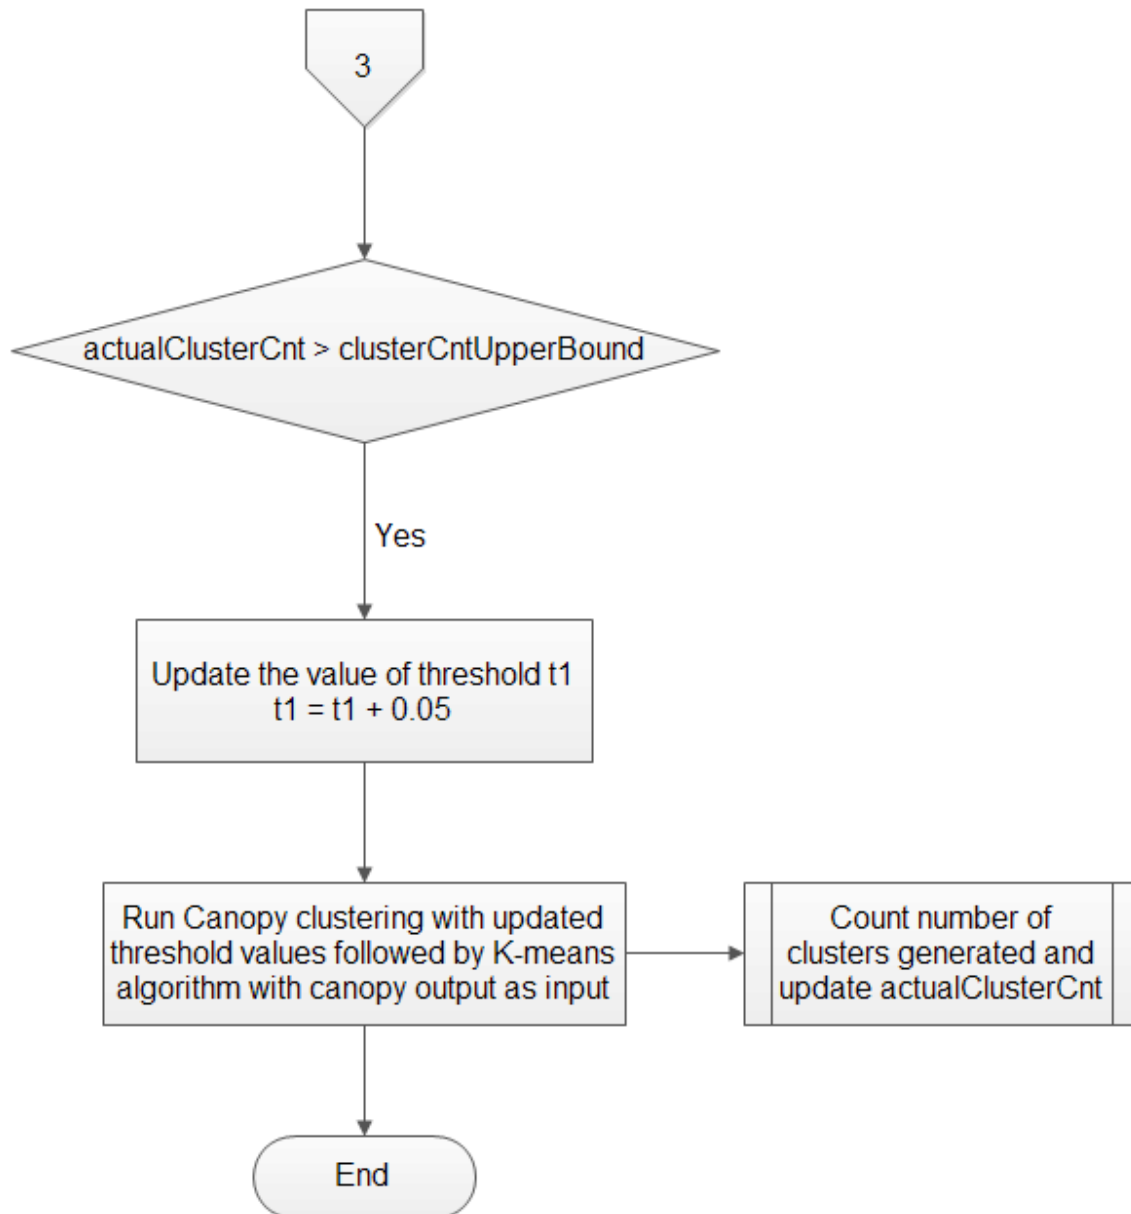 3
actualClusterCnt > clusterCntUpperBound
Yes
Update the value of threshold t1
t1 = t1 + 0.05
Run Canopy clustering with updated
threshold values followed by K-means
algorithm with canopy output as input
Count number of
clusters generated and
update actualClusterCnt
End